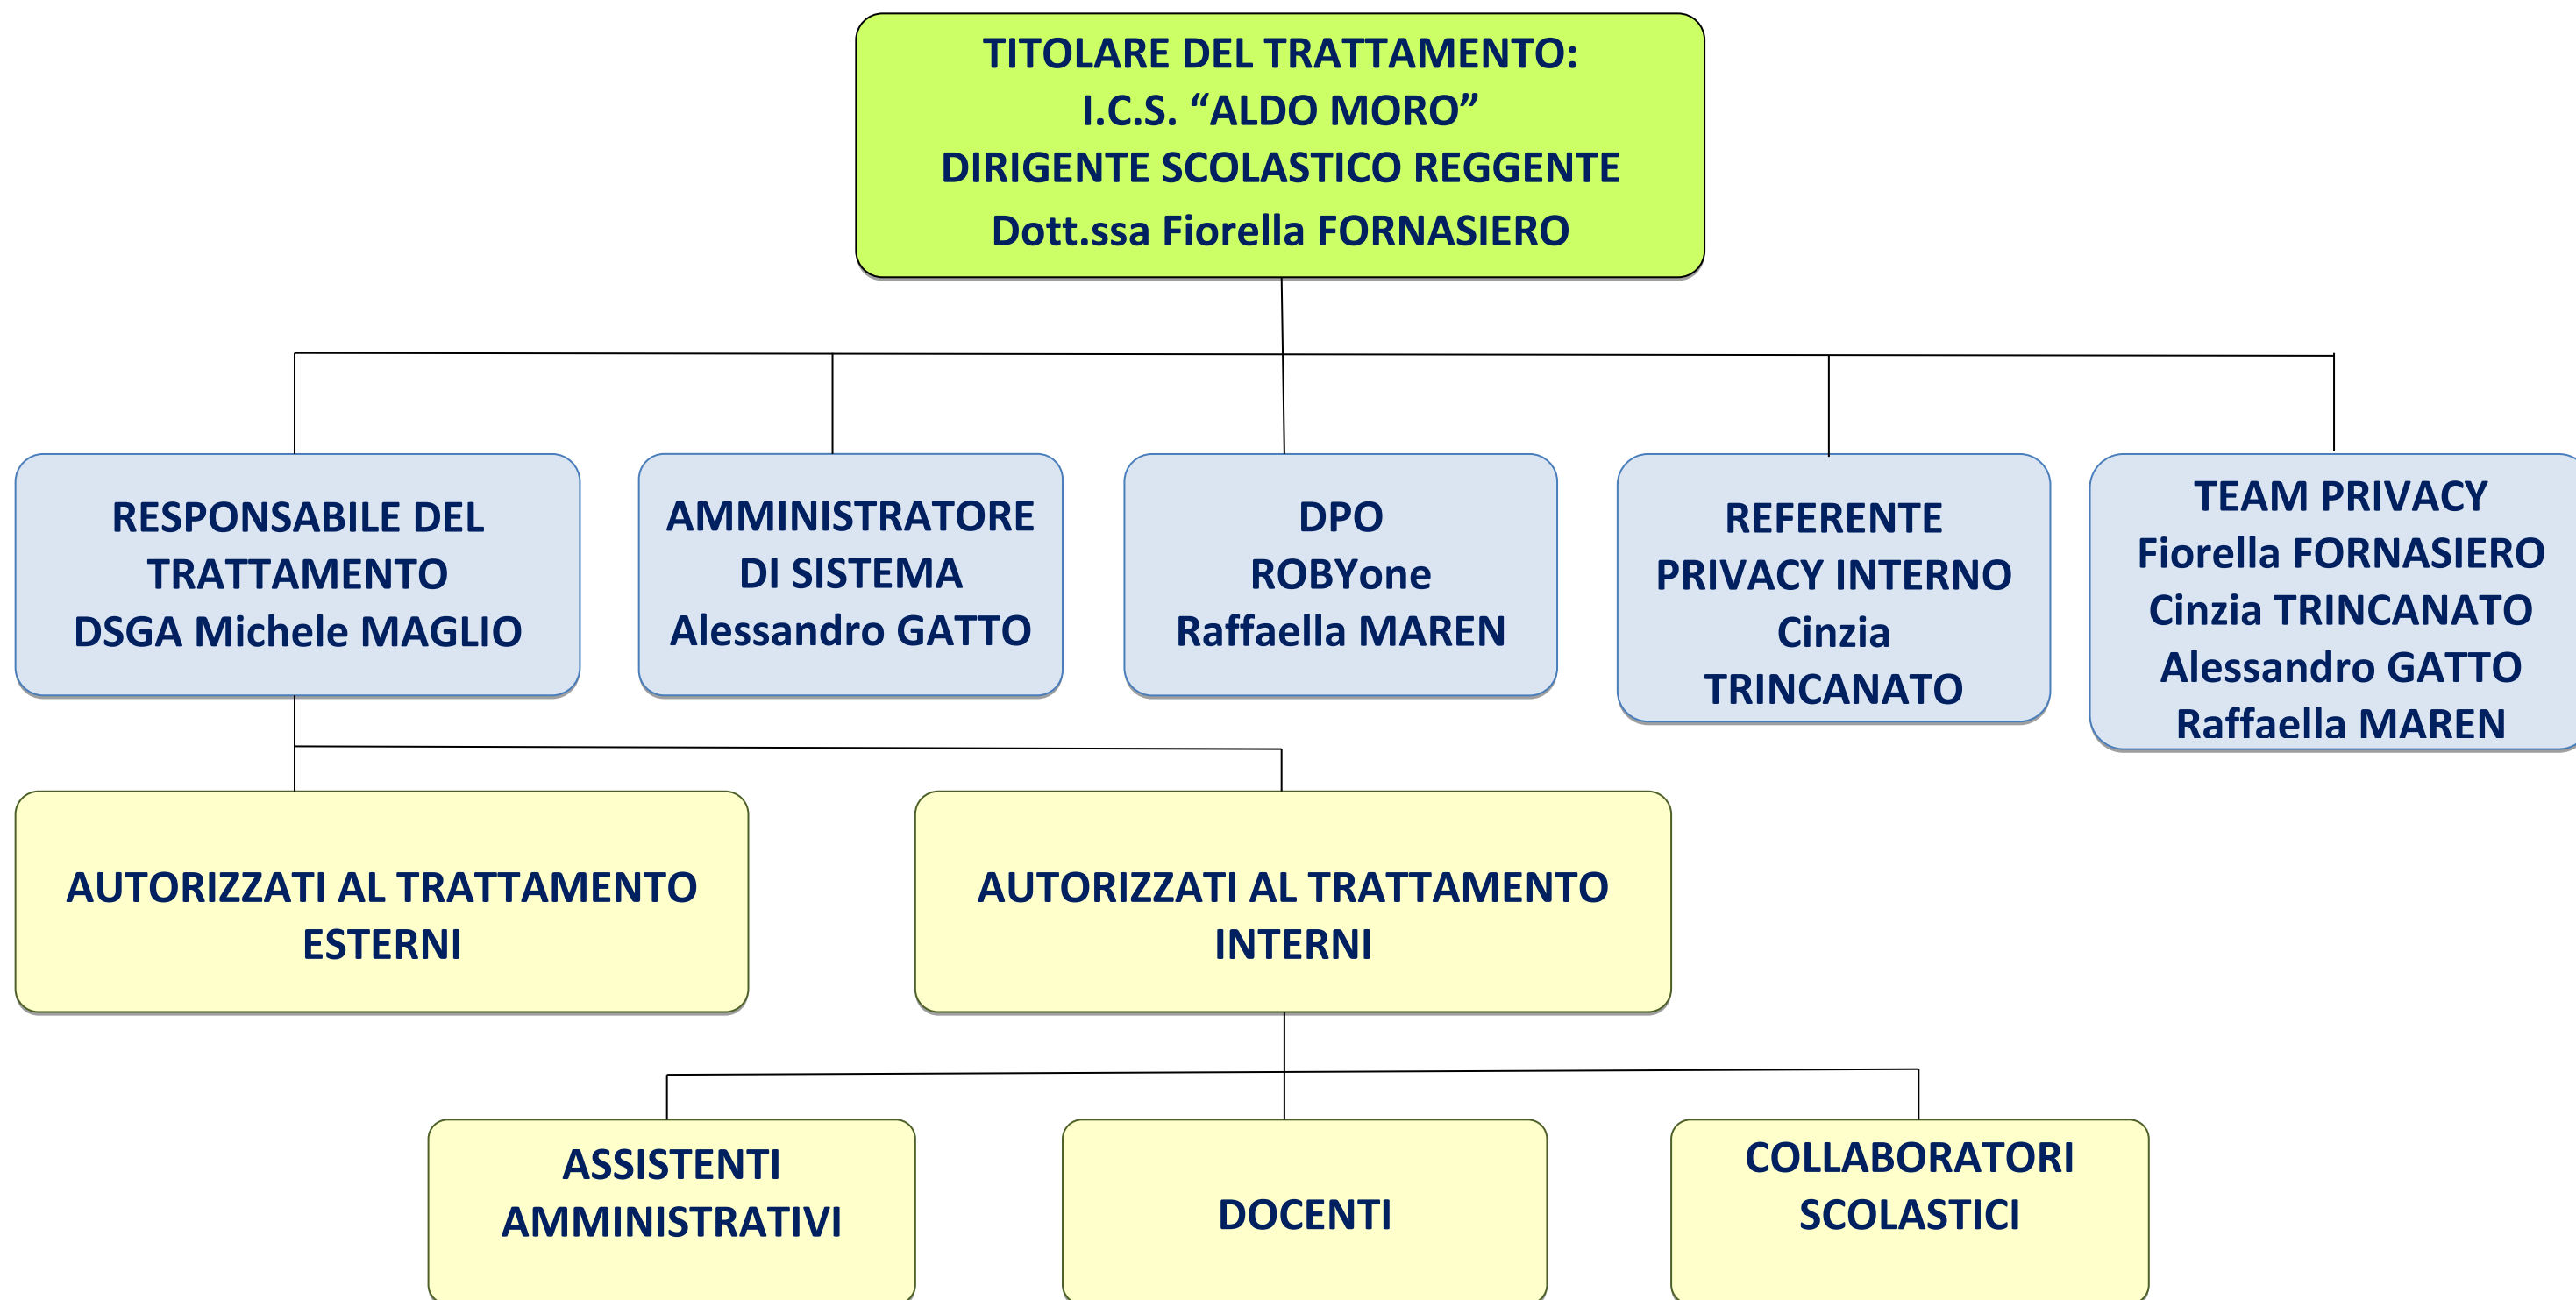 TITOLARE DEL TRATTAMENTO:
I.C.S. “ALDO MORO”
DIRIGENTE SCOLASTICO REGGENTE
Dott.ssa Fiorella FORNASIERO
RESPONSABILE DEL
TRATTAMENTO
DSGA Michele MAGLIO
AMMINISTRATORE
DI SISTEMA
Alessandro GATTO
DPO
ROBYone
Raffaella MAREN
REFERENTE
PRIVACY INTERNO
Cinzia
TRINCANATO
TEAM PRIVACY
Fiorella FORNASIERO
Cinzia TRINCANATO
Alessandro GATTO
Raffaella MAREN
AUTORIZZATI AL TRATTAMENTO
ESTERNI
AUTORIZZATI AL TRATTAMENTO
INTERNI
ASSISTENTI
AMMINISTRATIVI
DOCENTI
COLLABORATORI
SCOLASTICI